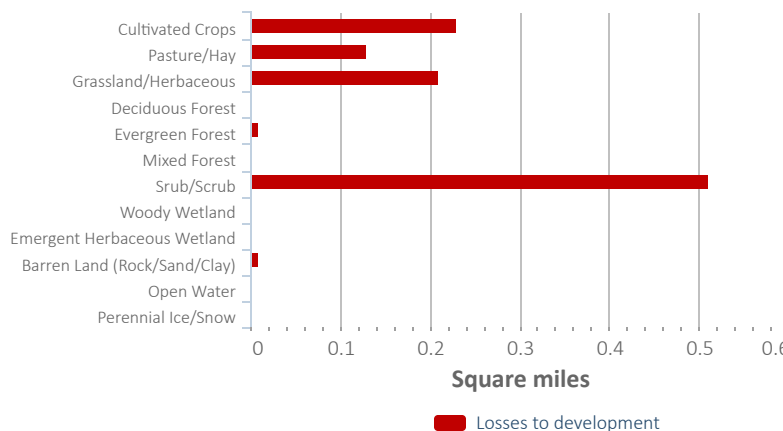 Cultivated Crops
Pasture/Hay
Grassland/Herbaceous
Deciduous Forest
Evergreen Forest
Mixed Forest
Srub/Scrub
Woody Wetland
Emergent Herbaceous Wetland
Barren Land (Rock/Sand/Clay)
Open Water
Perennial Ice/Snow
0 0.1 0.2 0.3 0.4 0.5 0.6
Square miles
Losses to development